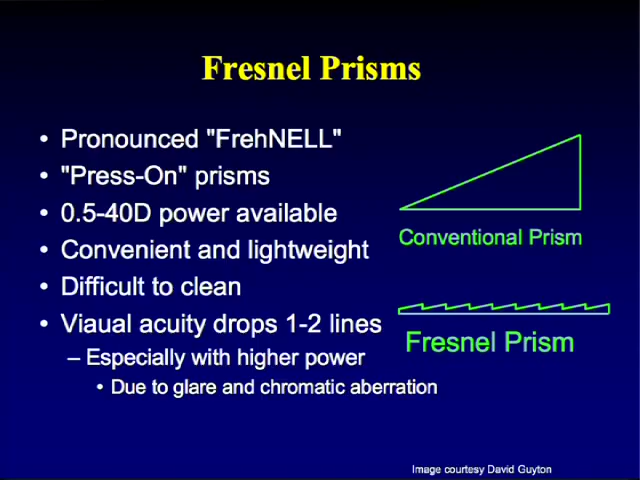 Fresnel Prisms
• Pronounced "FrehNELL"
• "Press-On" prisms
• 0.5-40D power available
• Convenient and lightweight
• Difficult to clean
• Viaual acuity drops 1-2 lines
– Especially with higher power
• Due to glare and chromatic aberration
Conventional Prism
Fresnel Prism
Image courtesy David Guyton